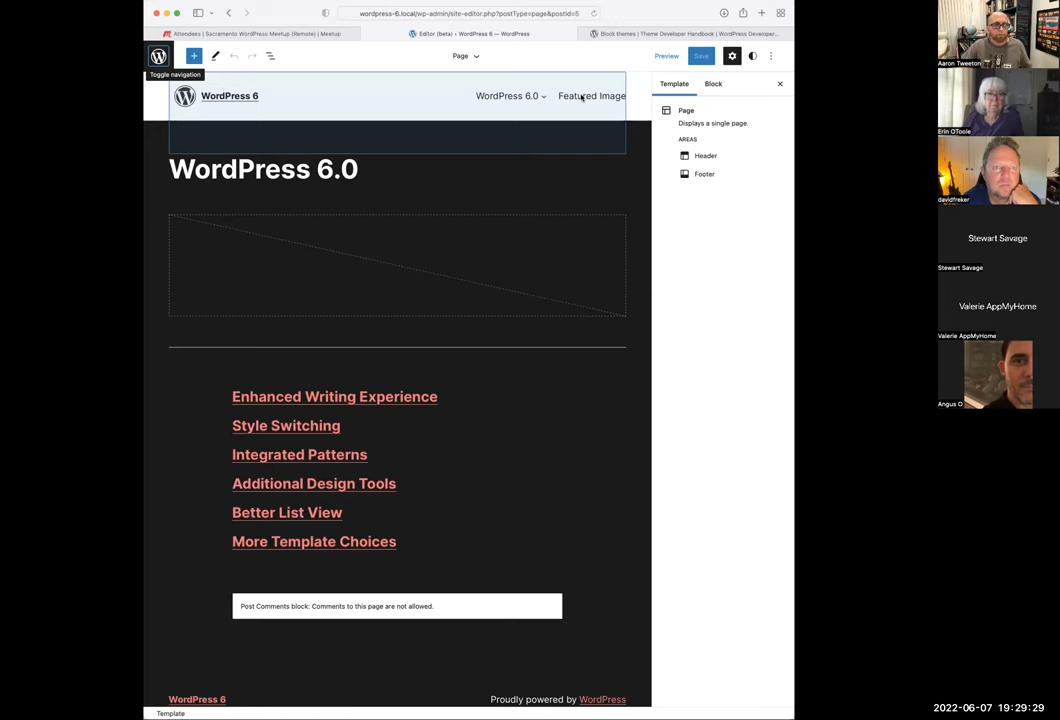 wordpress-6.local/wp-admin/site-editor.php?postType=page&postId=5
Attendees | Sacramento WordPress Meetup (Remote) | Meetup
Editor (beta) ‹ WordPress 6 — WordPress
Block themes | Theme Developer Handbook | WordPress Developer...
Page
Preview
Save
Toggle navigation
WordPress 6
WordPress 6.0
Featured Image
WordPress 6.0
Enhanced Writing Experience
Style Switching
Integrated Patterns
Additional Design Tools
Better List View
More Template Choices
Post Comments block: Comments to this page are not allowed.
WordPress 6
Proudly powered by WordPress
Template
Template
Block
Page
Displays a single page.
AREAS
Header
Footer
Aaron Tweeton
Erin OToole
davidfreker
Stewart Savage
Stewart Savage
Valerie AppMyHome
Valerie AppMyHome
Angus O
2022-06-07 19:29:29